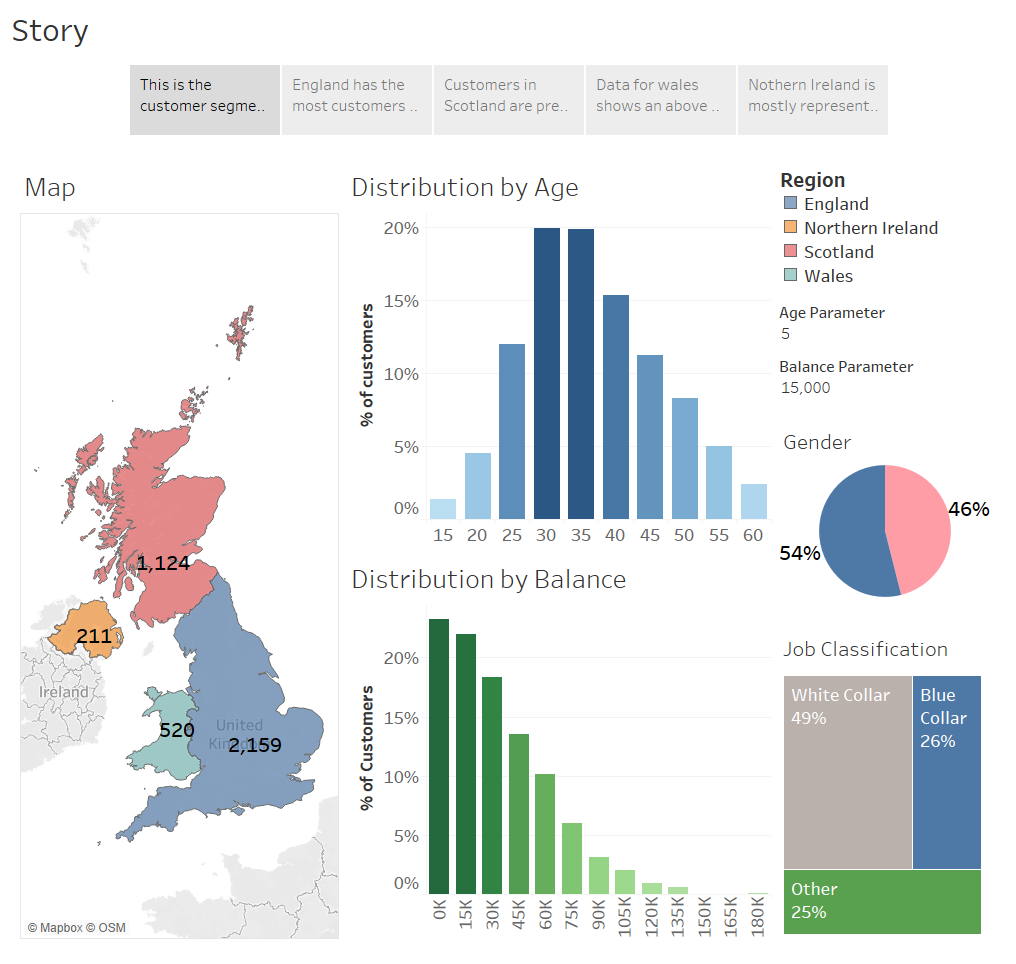 Story
This is the
customer segme..
England has the
most customers ..
Customers in
Scotland are pre..
Data for wales
shows an above ..
Nothern Ireland is
mostly represent..
Map
1,124
211
Ireland
520
United
2,159
© Mapbox © OSM
Distribution by Age
% of customers
20%
15%
10%
5%
0%
15 20 25 30 35 40 45 50 55 60
Distribution by Balance
% of Customers
20%
15%
10%
5%
0%
0K 15K 30K 45K 60K 75K 90K 105K 120K 135K 150K 165K 180K
Region
England
Northern Ireland
Scotland
Wales
Age Parameter
5
Balance Parameter
15,000
Gender
46%
54%
Job Classification
White Collar
49%
Blue
Collar
26%
Other
25%